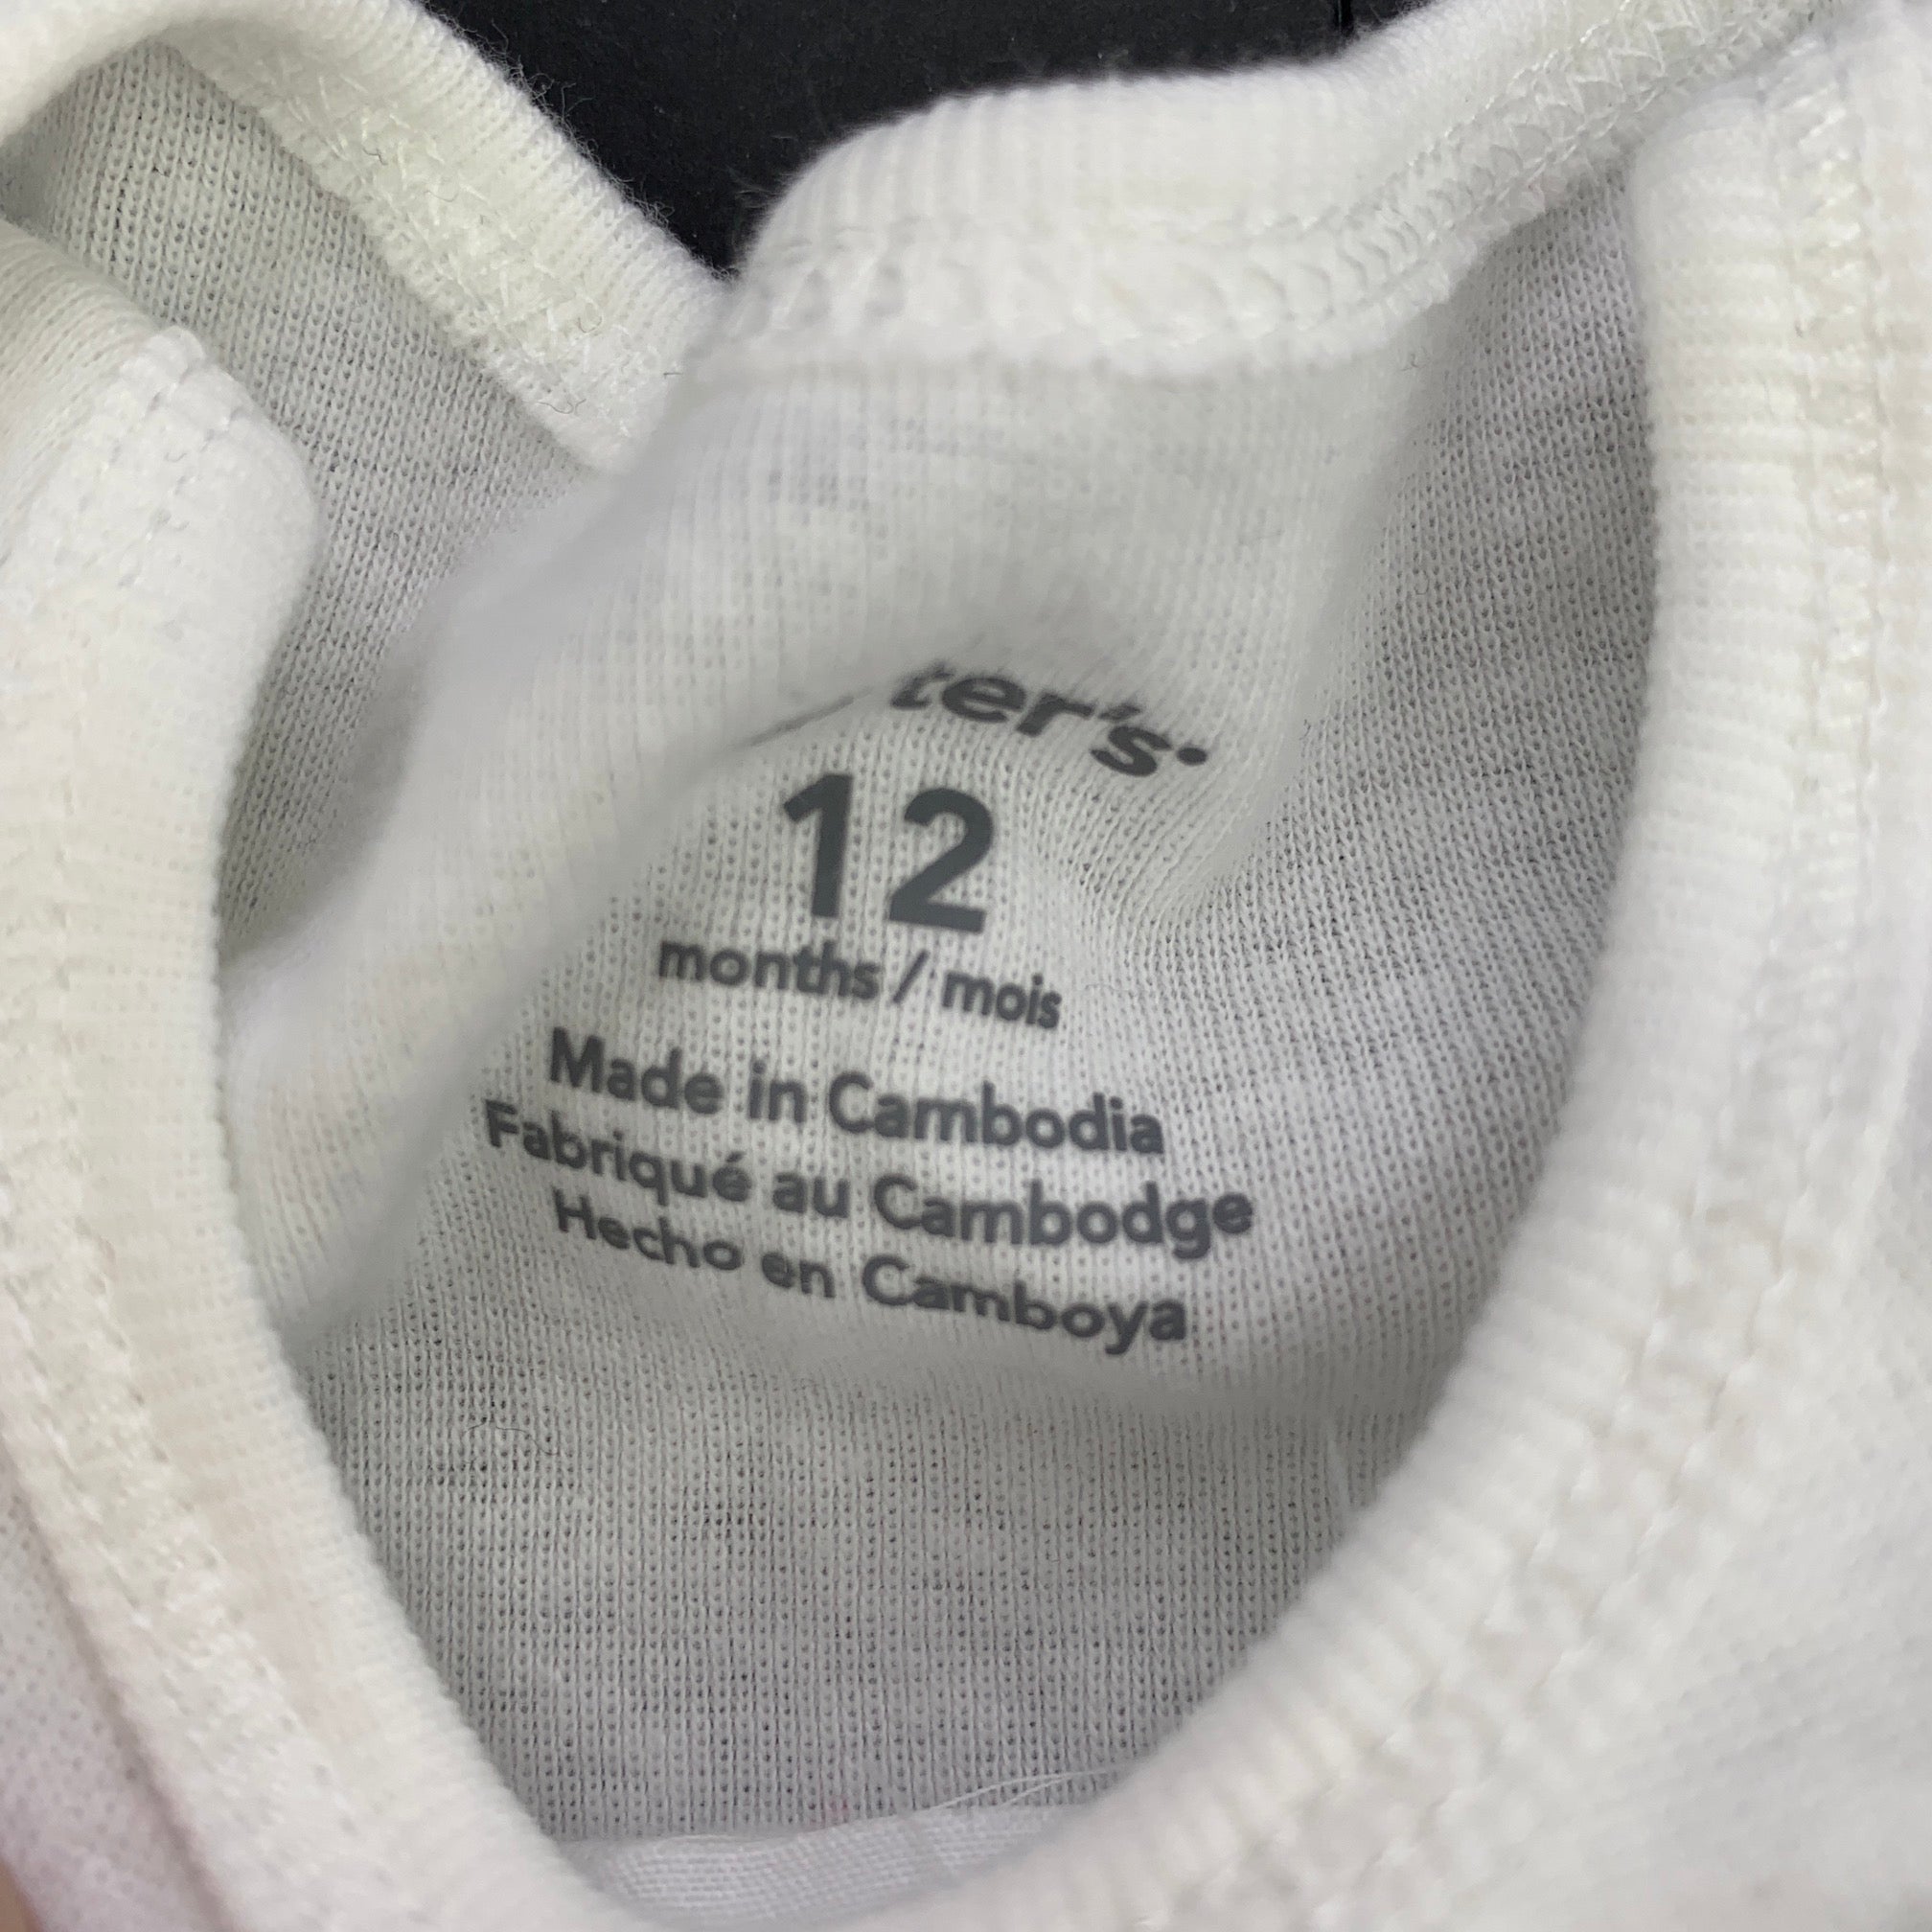 ter's
12
months / mois
Made in Cambodia
Fabriqué au Cambodge
Hecho en Camboya